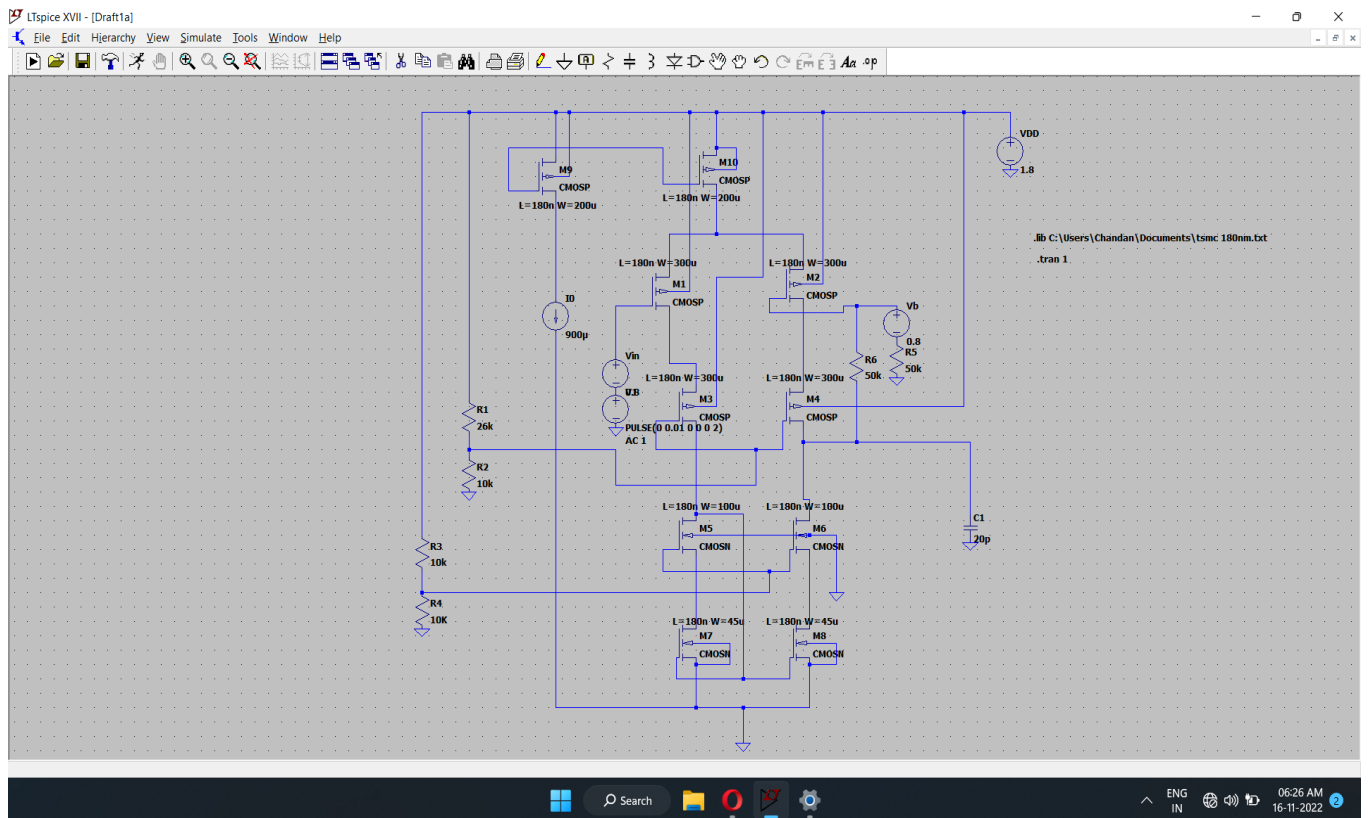 LTspice XVII - [Draft1a]
File Edit Hierarchy View Simulate Tools Window Help
Aa .op
VDD
1.8
M9
CMOSP
L=180n W=200u
M10
CMOSP
L=180n W=200u
.lib C:\Users\Chandan\Documents\tsmc 180nm.txt
.tran 1
L=180n W=300u
M1
CMOSP
L=180n W=300u
M2
CMOSP
I0
900µ
Vb
0.8
R5
50k
R6
50k
Vin
L=180n W=300u
M3
CMOSP
PULSE(0 0.01 0 0 0 2)
AC 1
L=180n W=300u
M4
CMOSP
R1
26k
R2
10k
L=180n W=100u
M5
CMOSN
L=180n W=100u
M6
CMOSN
C1
20p
R3
10k
R4
10K
L=180n W=45u
M7
CMOSN
L=180n W=45u
M8
CMOSN
Search
ENG
IN
06:26 AM
16-11-2022
2